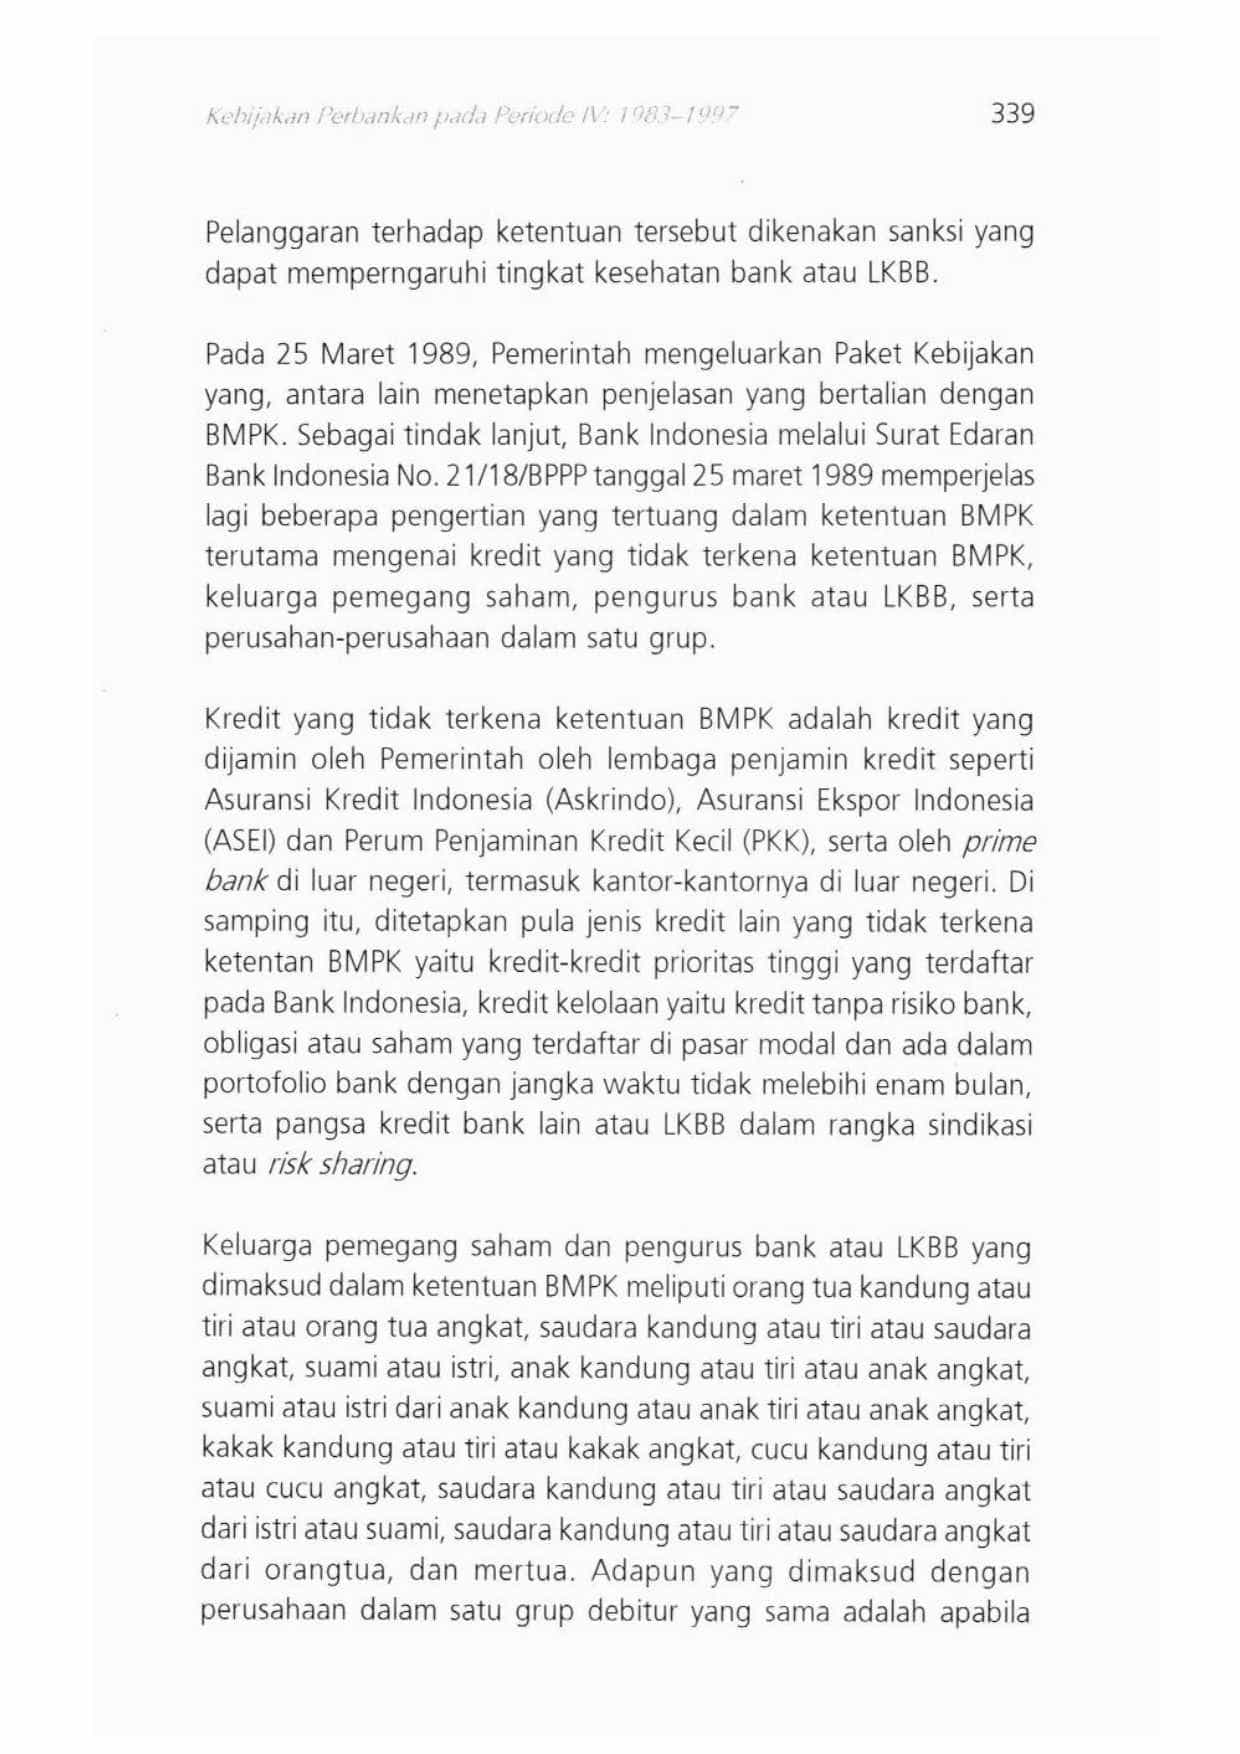 Kebijakan Perbankan pada Periode IV: 1983–1997 339
Pelanggaran terhadap ketentuan tersebut dikenakan sanksi yang
dapat memperngaruhi tingkat kesehatan bank atau LKBB.
Pada 25 Maret 1989, Pemerintah mengeluarkan Paket Kebijakan
yang, antara lain menetapkan penjelasan yang bertalian dengan
BMPK. Sebagai tindak lanjut, Bank Indonesia melalui Surat Edaran
Bank Indonesia No. 21/18/BPPP tanggal 25 maret 1989 memperjelas
lagi beberapa pengertian yang tertuang dalam ketentuan BMPK
terutama mengenai kredit yang tidak terkena ketentuan BMPK,
keluarga pemegang saham, pengurus bank atau LKBB, serta
perusahan-perusahaan dalam satu grup.
Kredit yang tidak terkena ketentuan BMPK adalah kredit yang
dijamin oleh Pemerintah oleh lembaga penjamin kredit seperti
Asuransi Kredit Indonesia (Askrindo), Asuransi Ekspor Indonesia
(ASEI) dan Perum Penjaminan Kredit Kecil (PKK), serta oleh prime
bank di luar negeri, termasuk kantor-kantornya di luar negeri. Di
samping itu, ditetapkan pula jenis kredit lain yang tidak terkena
ketentan BMPK yaitu kredit-kredit prioritas tinggi yang terdaftar
pada Bank Indonesia, kredit kelolaan yaitu kredit tanpa risiko bank,
obligasi atau saham yang terdaftar di pasar modal dan ada dalam
portofolio bank dengan jangka waktu tidak melebihi enam bulan,
serta pangsa kredit bank lain atau LKBB dalam rangka sindikasi
atau risk sharing.
Keluarga pemegang saham dan pengurus bank atau LKBB yang
dimaksud dalam ketentuan BMPK meliputi orang tua kandung atau
tiri atau orang tua angkat, saudara kandung atau tiri atau saudara
angkat, suami atau istri, anak kandung atau tiri atau anak angkat,
suami atau istri dari anak kandung atau anak tiri atau anak angkat,
kakak kandung atau tiri atau kakak angkat, cucu kandung atau tiri
atau cucu angkat, saudara kandung atau tiri atau saudara angkat
dari istri atau suami, saudara kandung atau tiri atau saudara angkat
dari orangtua, dan mertua. Adapun yang dimaksud dengan
perusahaan dalam satu grup debitur yang sama adalah apabila